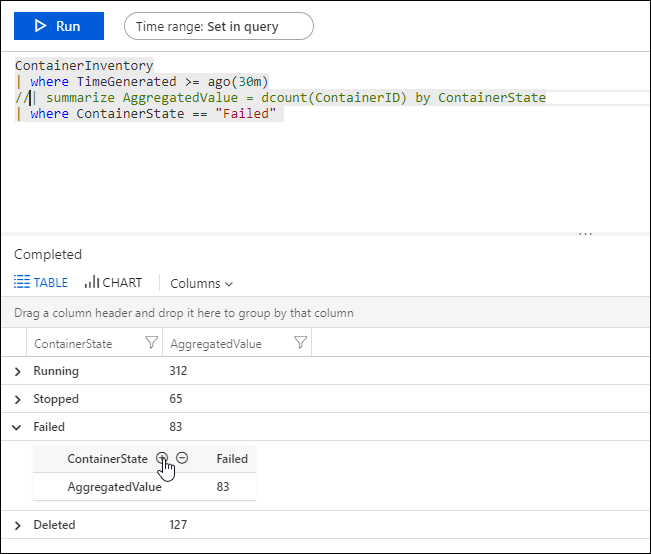 Run
Time range: Set in query
ContainerInventory
| where TimeGenerated >= ago(30m)
//| summarize AggregatedValue = dcount(ContainerID) by ContainerState
| where ContainerState == "Failed"
Completed
TABLE CHART Columns
Drag a column header and drop it here to group by that column
ContainerState AggregatedValue
Running 312
Stopped 65
Failed 83
ContainerState Failed
AggregatedValue 83
Deleted 127